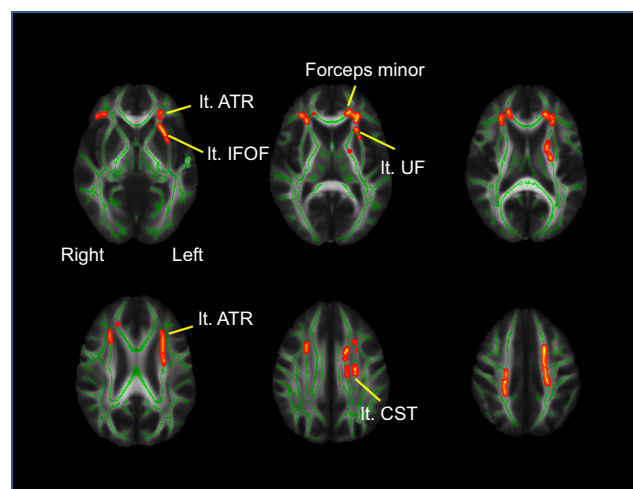 Forceps minor
lt. ATR
lt. IFOF
lt. UF
Right
Left
lt. ATR
lt. CST